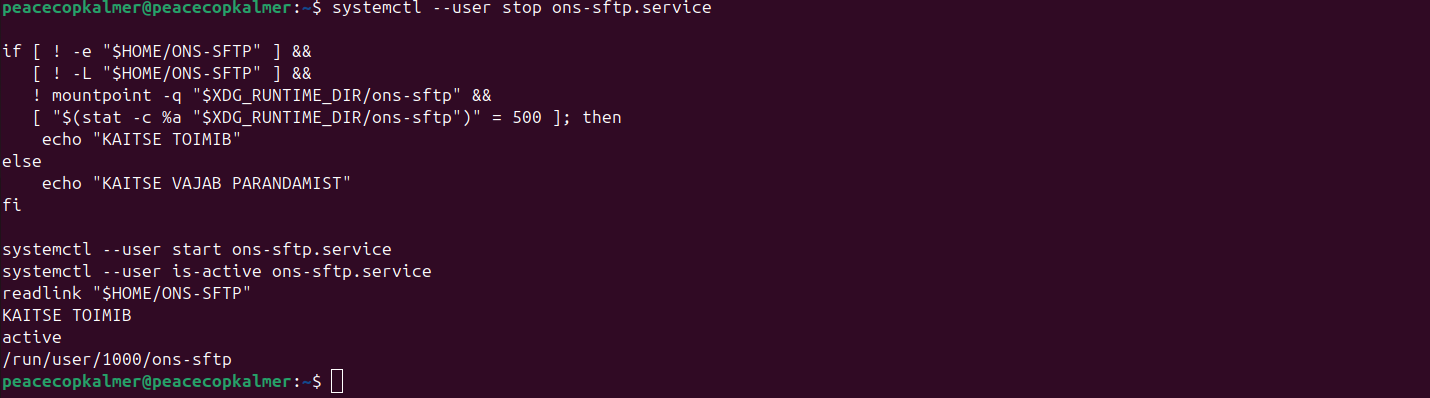 peacecopkalmer@peacecopkalmer:~$ systemctl --user stop ons-sftp.service

if [ ! -e "$HOME/ONS-SFTP" ] &&
   [ ! -L "$HOME/ONS-SFTP" ] &&
   ! mountpoint -q "$XDG_RUNTIME_DIR/ons-sftp" &&
   [ "$(stat -c %a "$XDG_RUNTIME_DIR/ons-sftp")" = 500 ]; then
    echo "KAITSE TOIMIB"
else
    echo "KAITSE VAJAB PARANDAMIST"
fi

systemctl --user start ons-sftp.service
systemctl --user is-active ons-sftp.service
readlink "$HOME/ONS-SFTP"
KAITSE TOIMIB
active
/run/user/1000/ons-sftp
peacecopkalmer@peacecopkalmer:~$